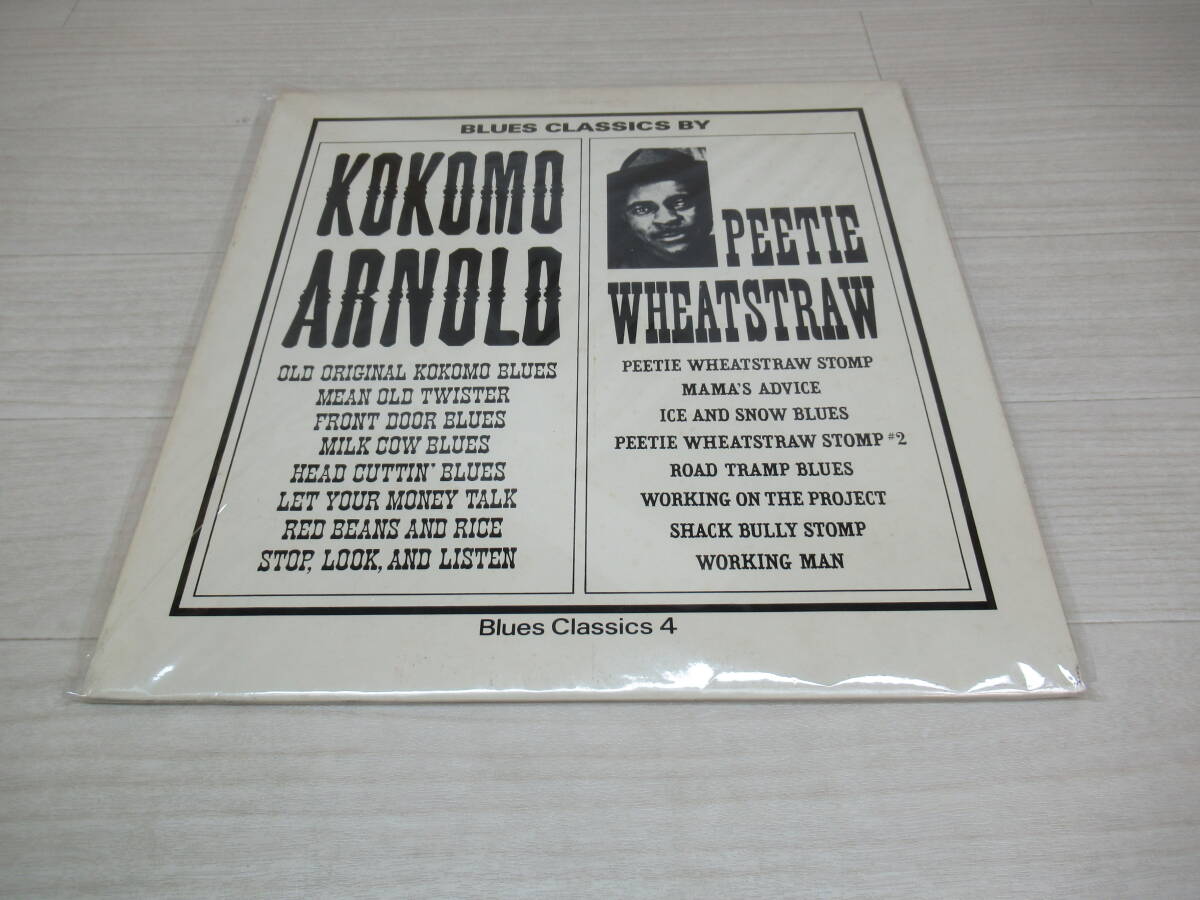 BLUES CLASSICS BY
KOKOMO
ARNOLD
OLD ORIGINAL KOKOMO BLUES
MEAN OLD TWISTER
FRONT DOOR BLUES
MILK COW BLUES
HEAD CUTTIN' BLUES
LET YOUR MONEY TALK
RED BEANS AND RICE
STOP, LOOK, AND LISTEN
PEETIE
WHEATSTRAW
PEETIE WHEATSTRAW STOMP
MAMA'S ADVICE
ICE AND SNOW BLUES
PEETIE WHEATSTRAW STOMP #2
ROAD TRAMP BLUES
WORKING ON THE PROJECT
SHACK BULLY STOMP
WORKING MAN
Blues Classics 4